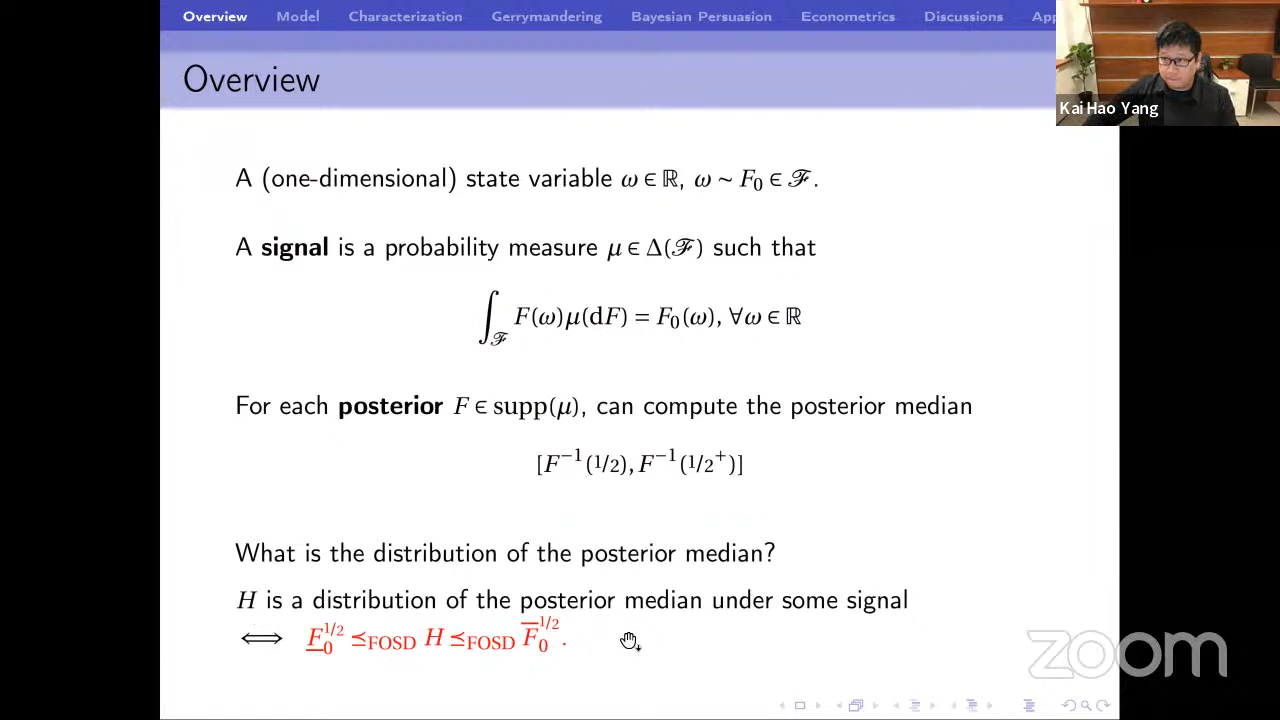 Overview Model Characterization Gerrymandering Bayesian Persuasion Econometrics Discussions App
Overview
Kai Hao Yang
A (one-dimensional) state variable ω ∈ ℝ, ω ~ F₀ ∈ ℱ.
A signal is a probability measure μ ∈ Δ(ℱ) such that
∫_ℱ F(ω)μ(dF) = F₀(ω), ∀ω ∈ ℝ
For each posterior F ∈ supp(μ), can compute the posterior median
[F⁻¹(1/2), F⁻¹(1/2⁺)]
What is the distribution of the posterior median?
H is a distribution of the posterior median under some signal
⟺ F̲₀^{1/2} ⪯_FOSD H ⪯_FOSD F̅₀^{1/2}.
zoom